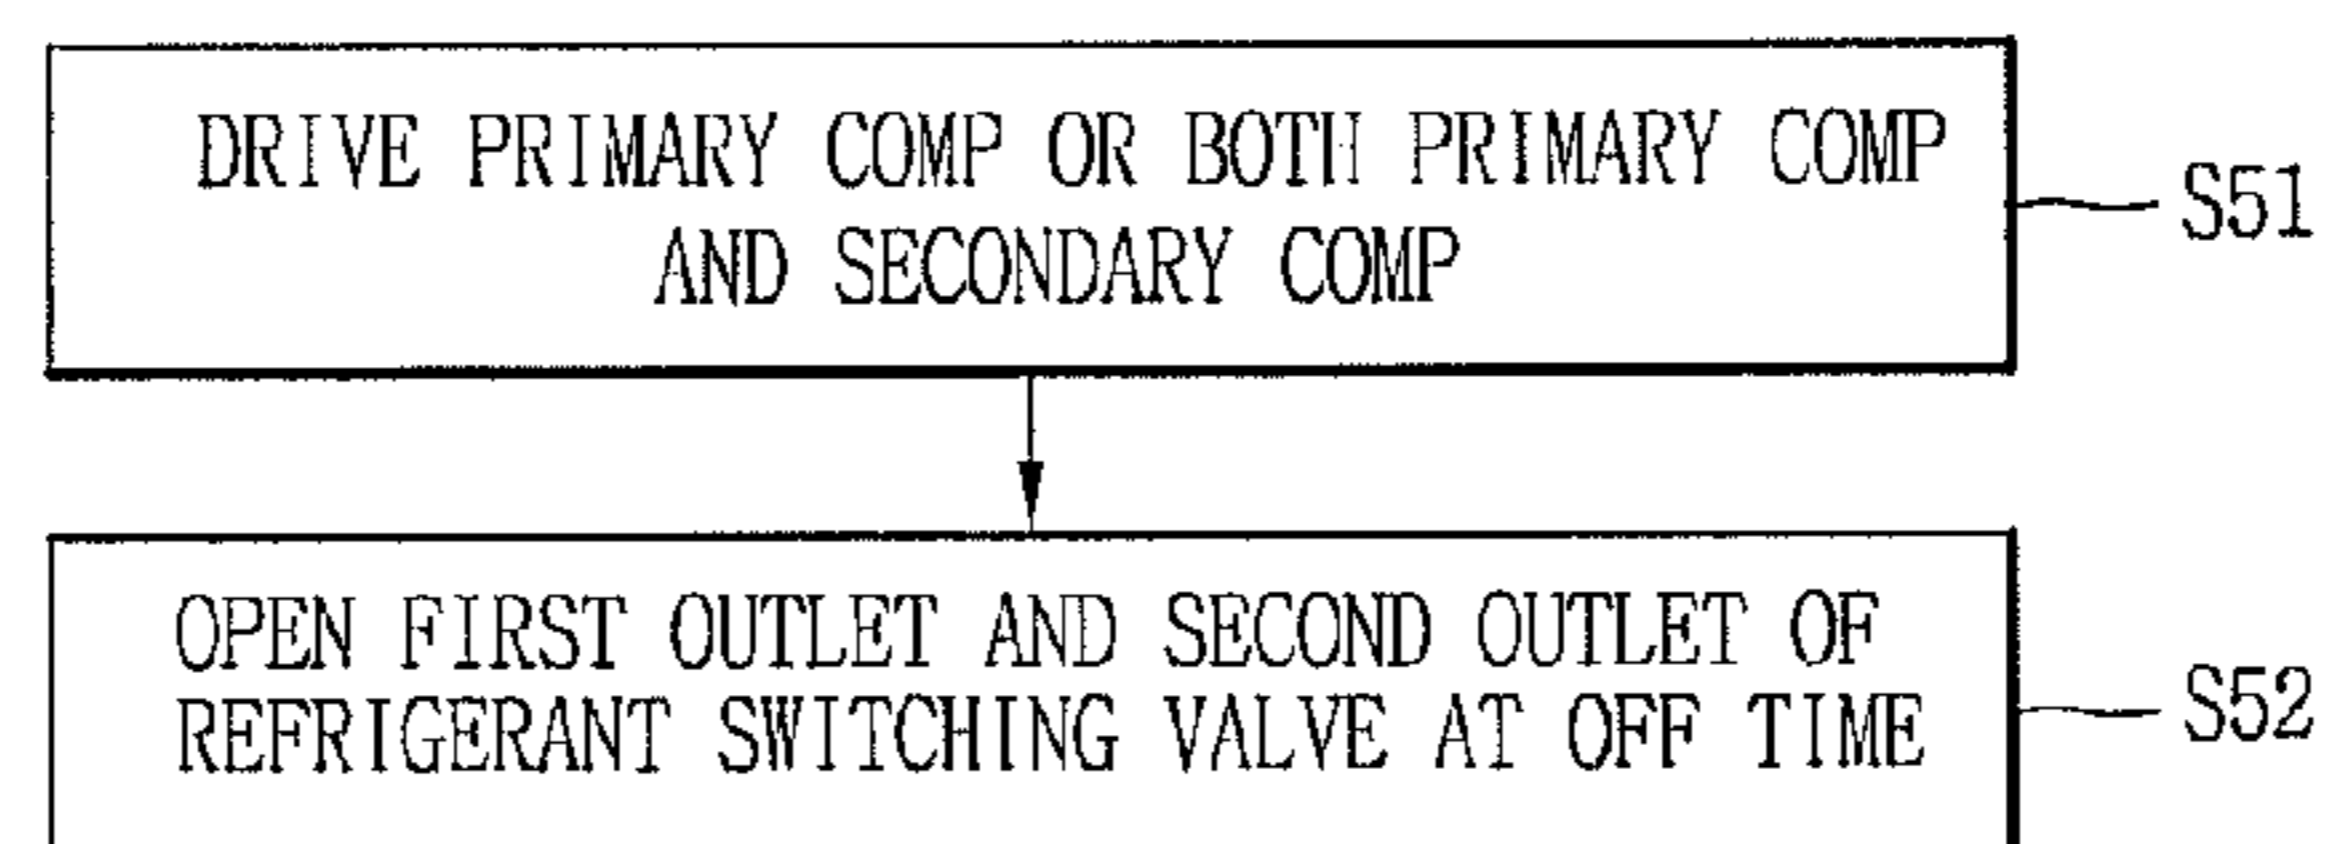 DRIVE PRIMARY COMP OR BOTH PRIMARY COMP
AND SECONDARY COMP
S51
OPEN FIRST OUTLET AND SECOND OUTLET OF
REFRIGERANT SWITCHING VALVE AT OFF TIME
S52